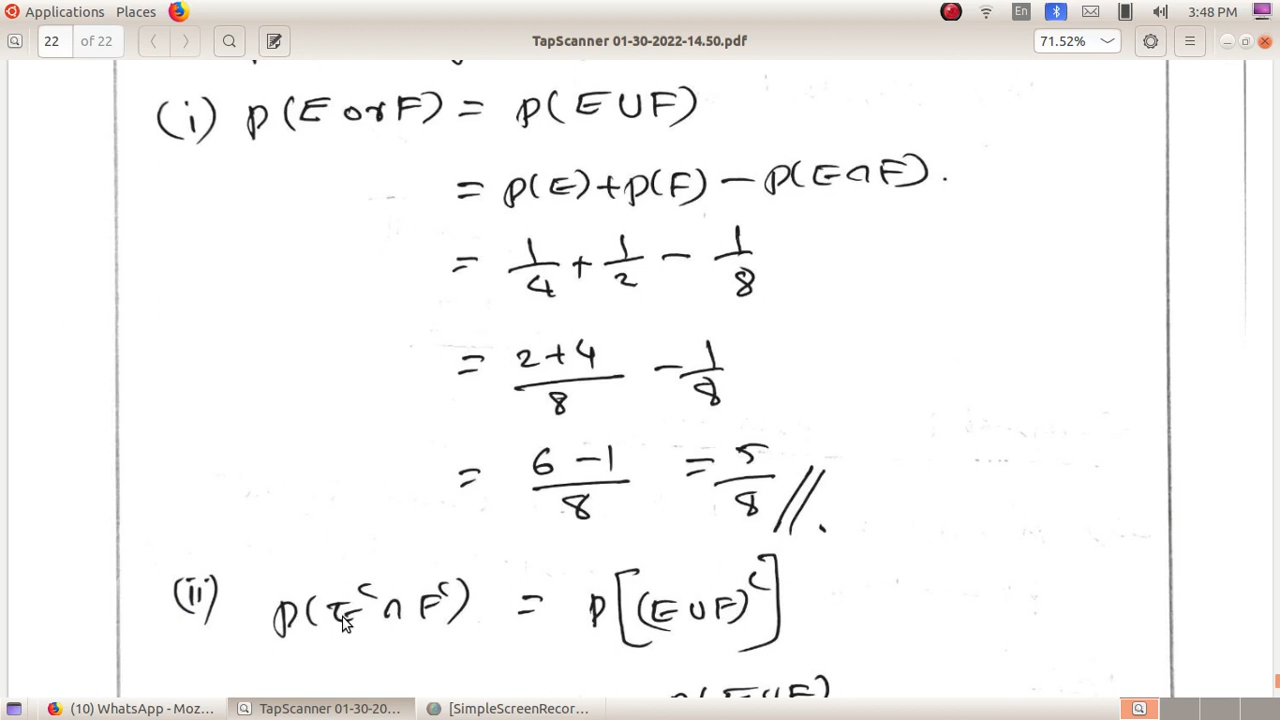 Applications Places En 3:48 PM
22 of 22 TapScanner 01-30-2022-14.50.pdf 71.52%
(i) P(E or F) = P(E∪F)
= P(E)+P(F) − P(E∩F).
= 1/4 + 1/2 − 1/8
= 2+4/8 − 1/8
= 6−1/8 = 5/8 //.
(ii) P(E^c ∩ F^c) = P[(E∪F)^c]
P(E∪F)
(10) WhatsApp - Moz... TapScanner 01-30-20... [SimpleScreenRecor...